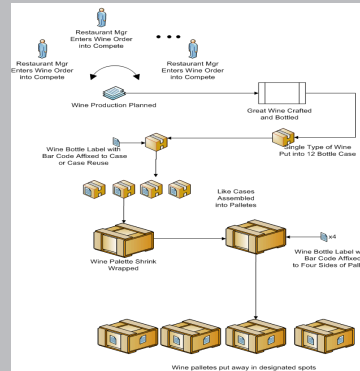 Restaurant Mgr
Enters Wine Order
into Compete
Restaurant Mgr
Enters Wine Order
into Compete
Restaurant Mgr
Enters Wine Order
into Compete
Wine Production Planned
Great Wine Crafted
and Bottled
Wine Bottle Label with
Bar Code Affixed to Case
or Case Reuse
Single Type of Wine
Put into 12 Bottle Case
Like Cases
Assembled
into Palletes
x4
Wine Palette Shrink
Wrapped
Wine Bottle Label w
Bar Code Affixed
to Four Sides of Pall
Wine palletes put away in designated spots